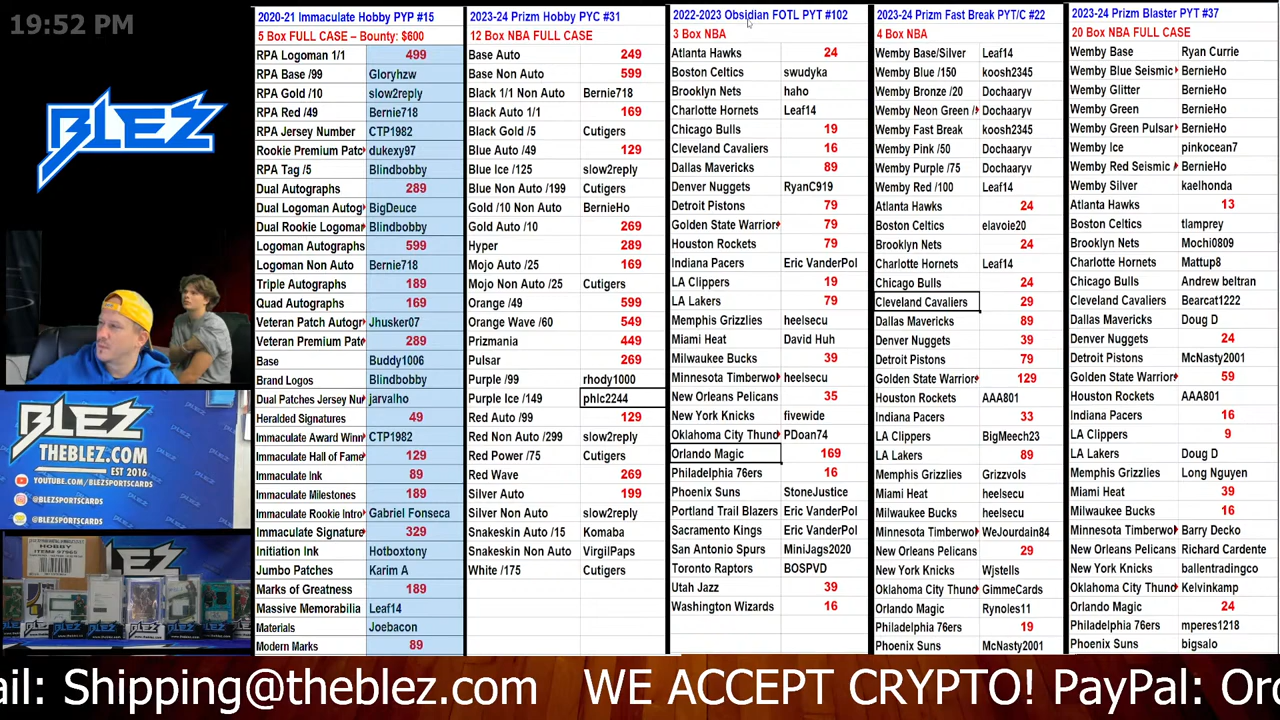 19:52 PM
BLEZ
BLEZ
THEBLEZ.COM
EST 2016
YOUTUBE.COM/BLEZSPORTSCARDS
@BLEZSPORTSCARDS
@BLEZSPORTSCARDS
HOBBY
2020-21 Immaculate Hobby PYP #15
5 Box FULL CASE – Bounty: $600
RPA Logoman 1/1 499
RPA Base /99 Gloryhzw
RPA Gold /10 slow2reply
RPA Red /49 Bernie718
RPA Jersey Number CTP1982
Rookie Premium Patc dukexy97
RPA Tag /5 Blindbobby
Dual Autographs 289
Dual Logoman Autog BigDeuce
Dual Rookie Logoma Blindbobby
Logoman Autographs 599
Logoman Non Auto Bernie718
Triple Autographs 189
Quad Autographs 169
Veteran Patch Autogr Jhusker07
Veteran Premium Pat 289
Base Buddy1006
Brand Logos Blindbobby
Dual Patches Jersey Nu jarvalho
Heralded Signatures 49
Immaculate Award Winn CTP1982
Immaculate Hall of Fame 129
Immaculate Ink 89
Immaculate Milestones 189
Immaculate Rookie Intro Gabriel Fonseca
Immaculate Signature 329
Initiation Ink Hotboxtony
Jumbo Patches Karim A
Marks of Greatness 189
Massive Memorabilia Leaf14
Materials Joebacon
Modern Marks 89
2023-24 Prizm Hobby PYC #31
12 Box NBA FULL CASE
Base Auto 249
Base Non Auto 599
Black 1/1 Non Auto Bernie718
Black Auto 1/1 169
Black Gold /5 Cutigers
Blue Auto /49 129
Blue Ice /125 slow2reply
Blue Non Auto /199 Cutigers
Gold /10 Non Auto BernieHo
Gold Auto /10 269
Hyper 289
Mojo Auto /25 169
Mojo Non Auto /25 Cutigers
Orange /49 599
Orange Wave /60 549
Prizmania 449
Pulsar 269
Purple /99 rhody1000
Purple Ice /149 phlc2244
Red Auto /99 129
Red Non Auto /299 slow2reply
Red Power /75 Cutigers
Red Wave 269
Silver Auto 199
Silver Non Auto slow2reply
Snakeskin Auto /15 Komaba
Snakeskin Non Auto VirgilPaps
White /175 Cutigers
2022-2023 Obsidian FOTL PYT #102
3 Box NBA
Atlanta Hawks 24
Boston Celtics swudyka
Brooklyn Nets haho
Charlotte Hornets Leaf14
Chicago Bulls 19
Cleveland Cavaliers 16
Dallas Mavericks 89
Denver Nuggets RyanC919
Detroit Pistons 79
Golden State Warrior 79
Houston Rockets 79
Indiana Pacers Eric VanderPol
LA Clippers 19
LA Lakers 79
Memphis Grizzlies heelsecu
Miami Heat David Huh
Milwaukee Bucks 39
Minnesota Timberwo heelsecu
New Orleans Pelicans 35
New York Knicks fivewide
Oklahoma City Thund PDoan74
Orlando Magic 169
Philadelphia 76ers 16
Phoenix Suns StoneJustice
Portland Trail Blazers Eric VanderPol
Sacramento Kings Eric VanderPol
San Antonio Spurs MiniJags2020
Toronto Raptors BOSPVD
Utah Jazz 39
Washington Wizards 16
2023-24 Prizm Fast Break PYT/C #22
4 Box NBA
Wemby Base/Silver Leaf14
Wemby Blue /150 koosh2345
Wemby Bronze /20 Dochaaryv
Wemby Neon Green / Dochaaryv
Wemby Fast Break koosh2345
Wemby Pink /50 Dochaaryv
Wemby Purple /75 Dochaaryv
Wemby Red /100 Leaf14
Atlanta Hawks 24
Boston Celtics elavoie20
Brooklyn Nets 24
Charlotte Hornets Leaf14
Chicago Bulls 24
Cleveland Cavaliers 29
Dallas Mavericks 89
Denver Nuggets 39
Detroit Pistons 79
Golden State Warrior 129
Houston Rockets AAA801
Indiana Pacers 33
LA Clippers BigMeech23
LA Lakers 89
Memphis Grizzlies Grizzvols
Miami Heat heelsecu
Milwaukee Bucks heelsecu
Minnesota Timberwo WeJourdain84
New Orleans Pelicans 29
New York Knicks Wjstells
Oklahoma City Thund GimmeCards
Orlando Magic Rynoles11
Philadelphia 76ers 19
Phoenix Suns McNasty2001
2023-24 Prizm Blaster PYT #37
20 Box NBA FULL CASE
Wemby Base Ryan Currie
Wemby Blue Seismic BernieHo
Wemby Glitter BernieHo
Wemby Green BernieHo
Wemby Green Pulsar BernieHo
Wemby Ice pinkocean7
Wemby Red Seismic BernieHo
Wemby Silver kaelhonda
Atlanta Hawks 13
Boston Celtics tlamprey
Brooklyn Nets Mochi0809
Charlotte Hornets Mattup8
Chicago Bulls Andrew beltran
Cleveland Cavaliers Bearcat1222
Dallas Mavericks Doug D
Denver Nuggets 24
Detroit Pistons McNasty2001
Golden State Warrior 59
Houston Rockets AAA801
Indiana Pacers 16
LA Clippers 9
LA Lakers Doug D
Memphis Grizzlies Long Nguyen
Miami Heat 39
Milwaukee Bucks 16
Minnesota Timberwo Barry Decko
New Orleans Pelicans Richard Cardente
New York Knicks ballentradingco
Oklahoma City Thund Kelvinkamp
Orlando Magic 24
Philadelphia 76ers mperes1218
Phoenix Suns bigsalo
ail: Shipping@theblez.com WE ACCEPT CRYPTO! PayPal: Or